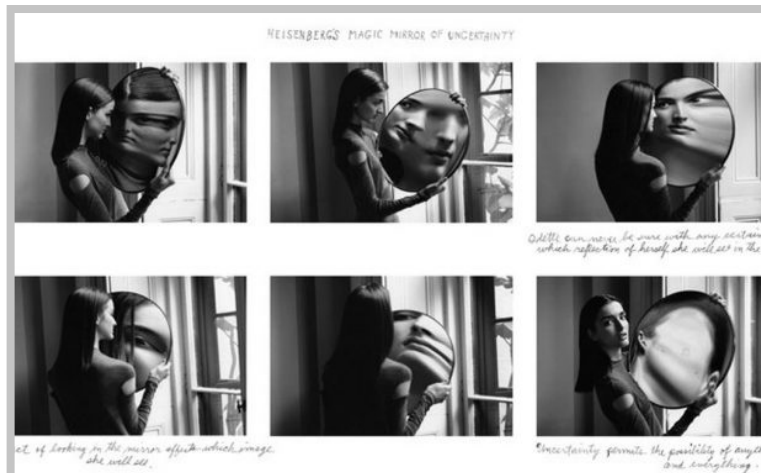 HEISENBERG'S MAGIC MIRROR OF UNCERTAINTY
Odette can never be sure with any
which reflection of herself she will see in the
of looking in the mirror affects which image
she will see.
Uncertainty permits the possibility of
and everything.